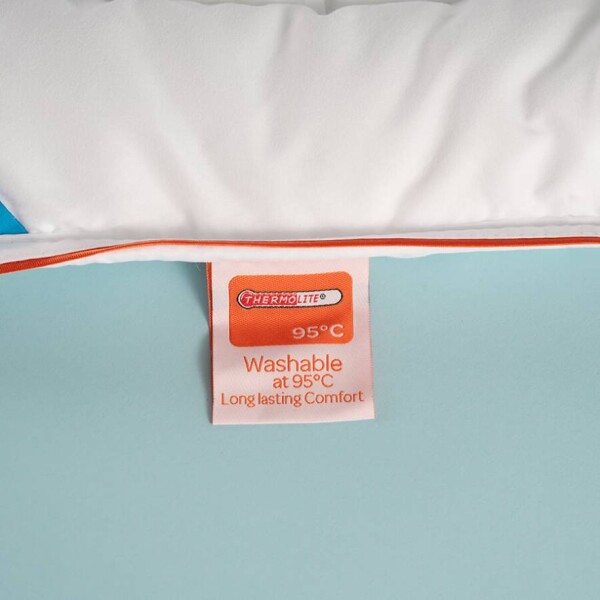 THERMOLITE®
95°C
Washable
at 95°C
Long lasting Comfort